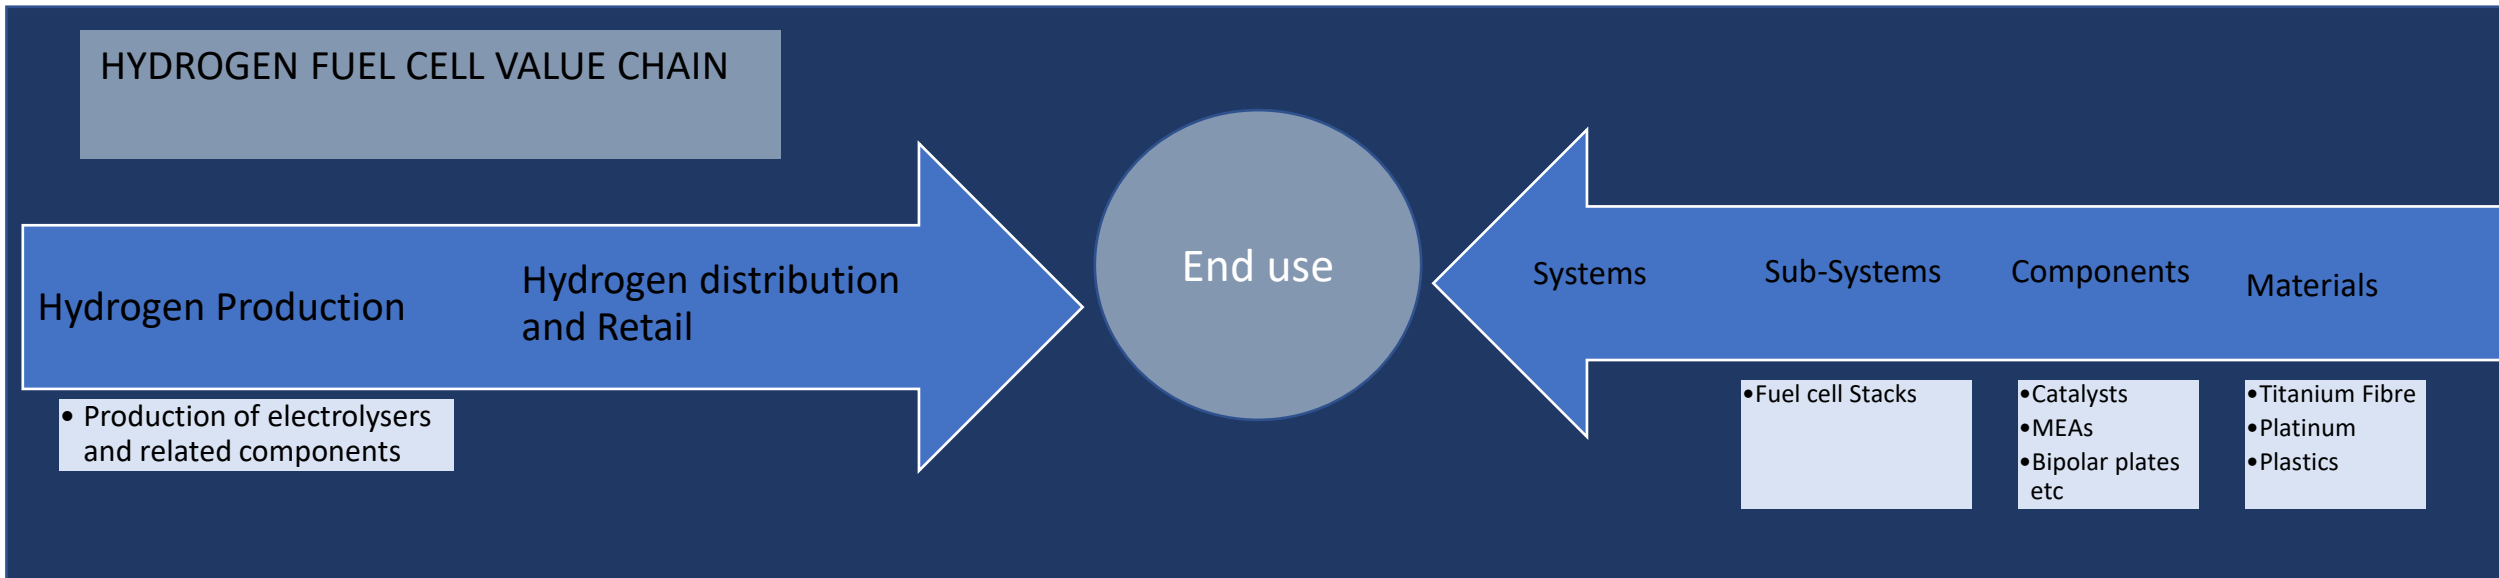 HYDROGEN FUEL CELL VALUE CHAIN
Hydrogen Production
Hydrogen distribution
and Retail
• Production of electrolysers
and related components
End use
Systems
Sub-Systems
Components
Materials
•Fuel cell Stacks
•Catalysts
•MEAs
•Bipolar plates
etc
•Titanium Fibre
•Platinum
•Plastics